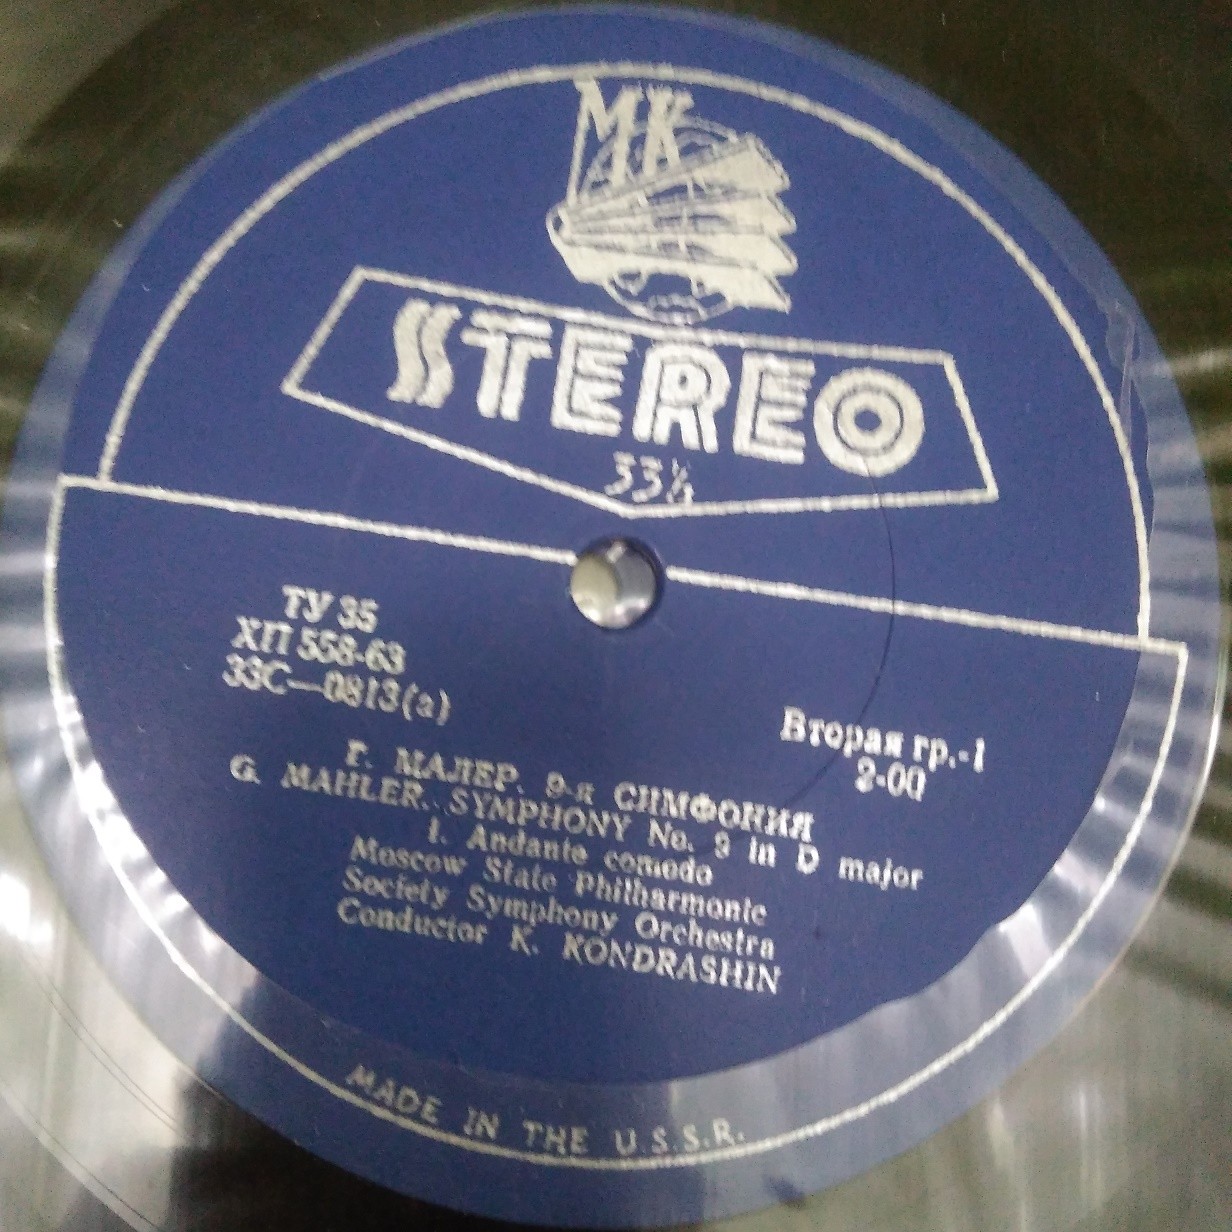 МК
STEREO
33⅓
ТУ 35
ХП 558-63
33С—0813(а)
Вторая гр.-1
2-00
Г. МАЛЕР. 9-я СИМФОНИЯ
G. MAHLER. SYMPHONY No. 9 in D major
I. Andante comodo
Moscow State Philharmonic
Society Symphony Orchestra
Conductor K. KONDRASHIN
MADE IN THE U.S.S.R.